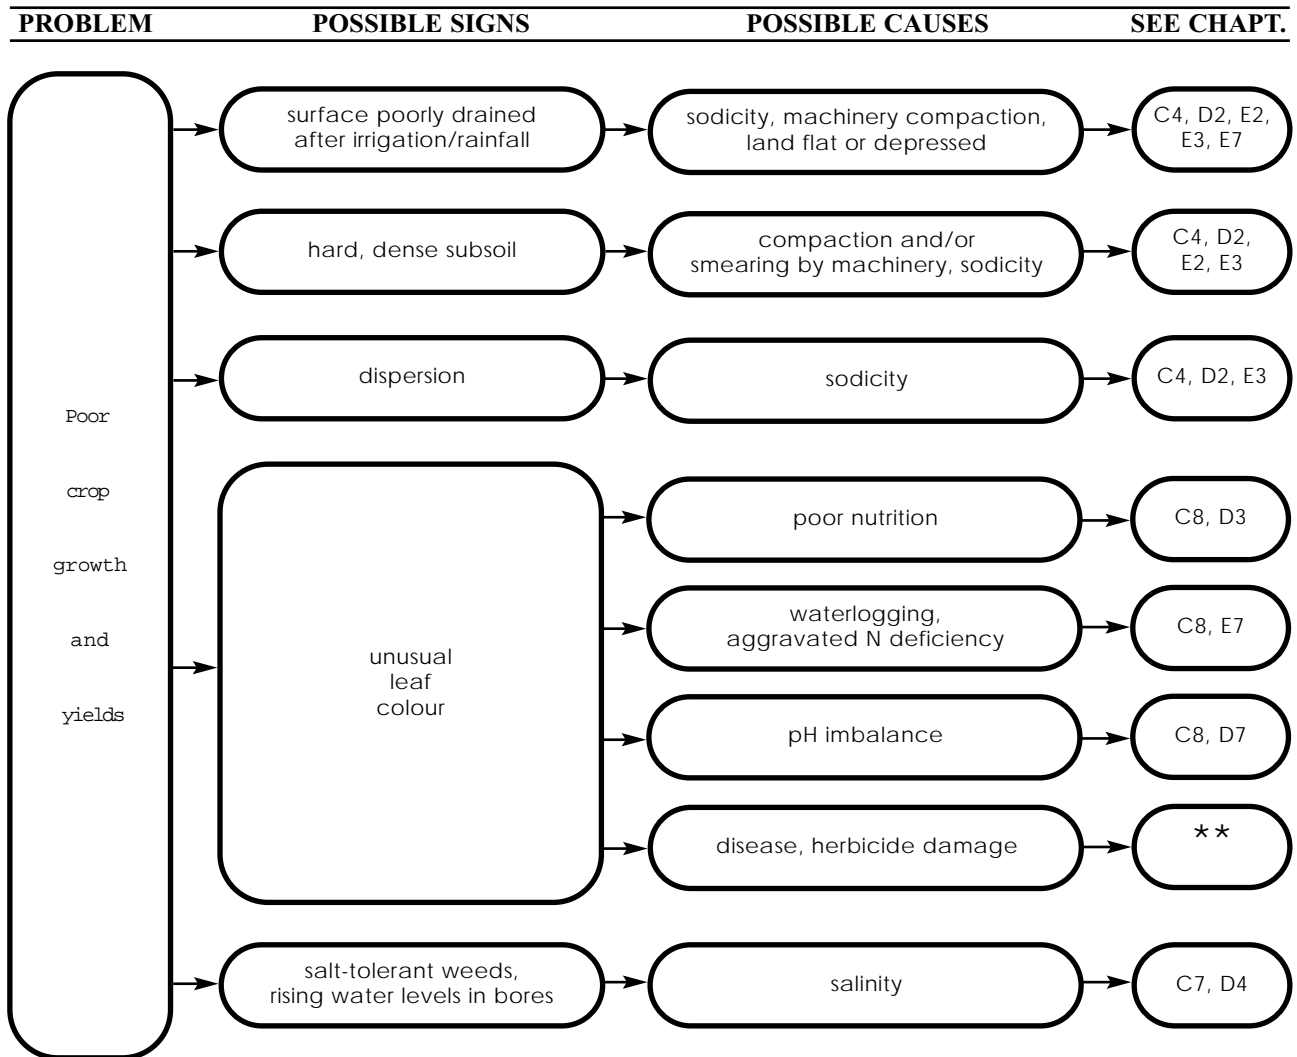 PROBLEM POSSIBLE SIGNS POSSIBLE CAUSES SEE CHAPT.
Poor
crop
growth
and
yields
surface poorly drained
after irrigation/rainfall
sodicity, machinery compaction,
land flat or depressed
C4, D2, E2,
E3, E7
hard, dense subsoil
compaction and/or
smearing by machinery, sodicity
C4, D2,
E2, E3
dispersion
sodicity
C4, D2, E3
unusual
leaf
colour
poor nutrition
C8, D3
waterlogging,
aggravated N deficiency
C8, E7
pH imbalance
C8, D7
disease, herbicide damage
**
salt-tolerant weeds,
rising water levels in bores
salinity
C7, D4